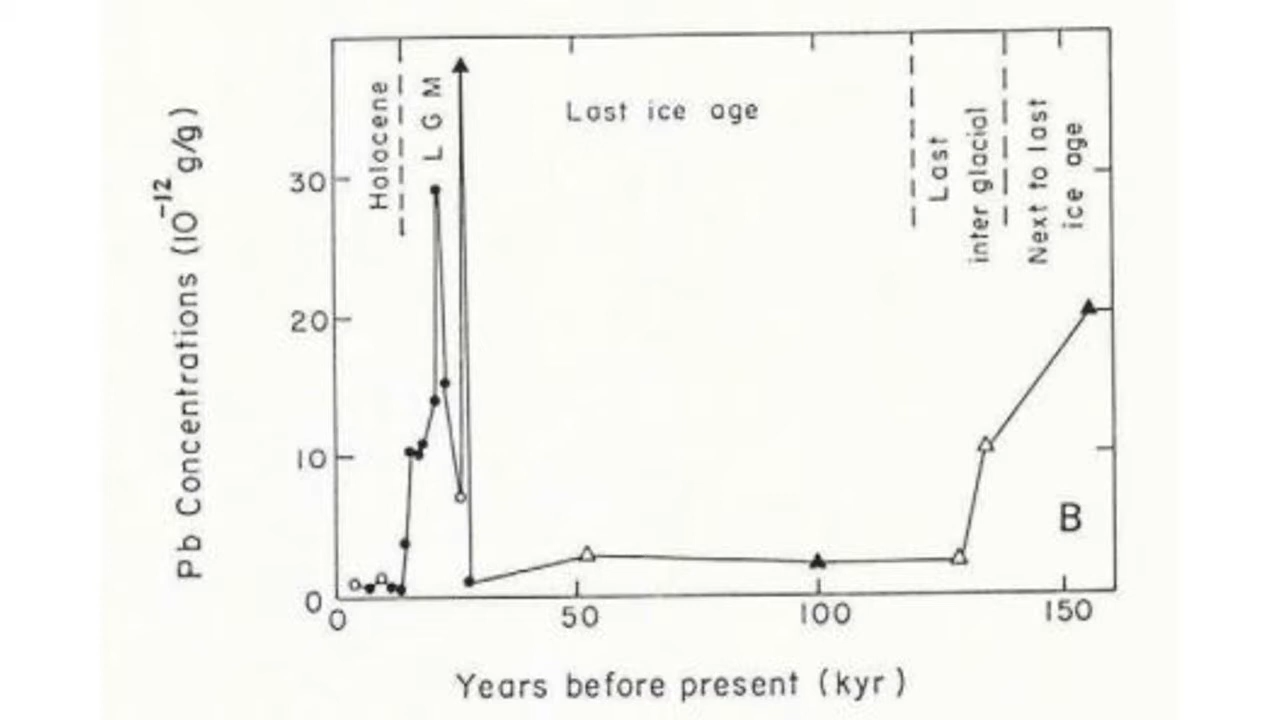 Pb Concentrations (10⁻¹² g/g)
30
20
10
0
Holocene
L G M
Last ice age
Last
inter glacial
Next to last
ice age
B
0
50
100
150
Years before present (kyr)